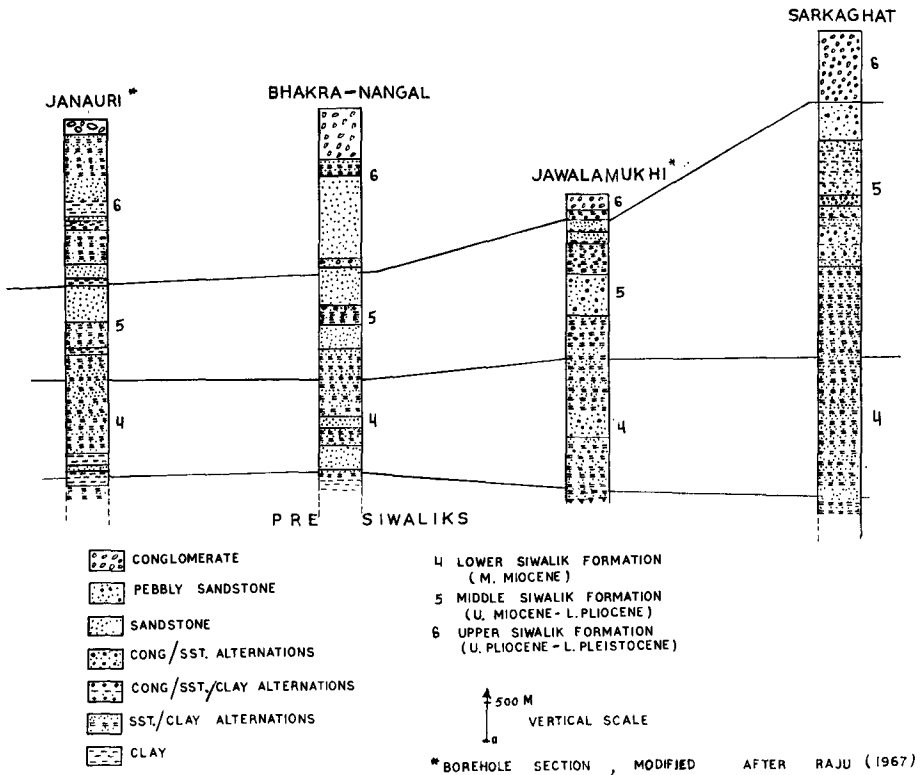 SARKAGHAT
JANAURI *
BHAKRA-NANGAL
JAWALAMUKHI *
6
6
6
6
5
5
5
5
4
4
4
4
PRE SIWALIKS
CONGLOMERATE
PEBBLY SANDSTONE
SANDSTONE
CONG/SST. ALTERNATIONS
CONG/SST./CLAY ALTERNATIONS
SST./CLAY ALTERNATIONS
CLAY
4 LOWER SIWALIK FORMATION
(M. MIOCENE)
5 MIDDLE SIWALIK FORMATION
(U. MIOCENE-L. PLIOCENE)
6 UPPER SIWALIK FORMATION
(U. PLIOCENE-L. PLEISTOCENE)
500 M
VERTICAL SCALE
0
*BOREHOLE SECTION, MODIFIED AFTER RAJU (1967)